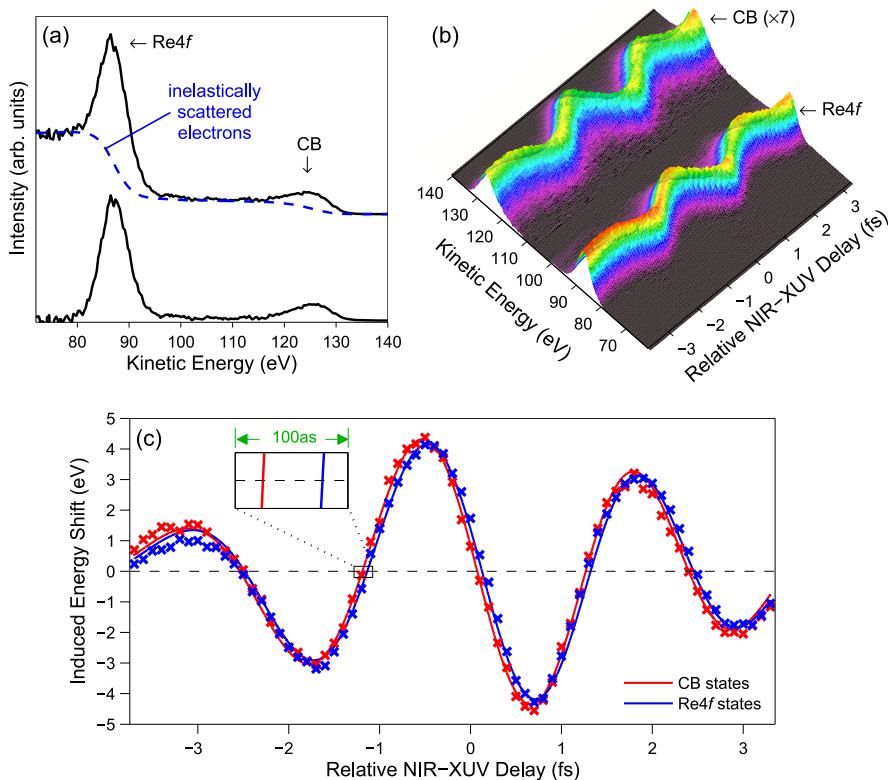 (a)
← Re4f
inelastically
scattered
electrons
CB
↓
Intensity (arb. units)
80 90 100 110 120 130 140
Kinetic Energy (eV)
(b)
← CB (×7)
← Re4f
140
130
120
110
100
90
80
70
Kinetic Energy (eV)
3
2
1
0
−1
−2
−3
Relative NIR−XUV Delay (fs)
(c)
100as
5
4
3
2
1
0
−1
−2
−3
−4
−5
Induced Energy Shift (eV)
CB states
Re4f states
−3 −2 −1 0 1 2 3
Relative NIR−XUV Delay (fs)